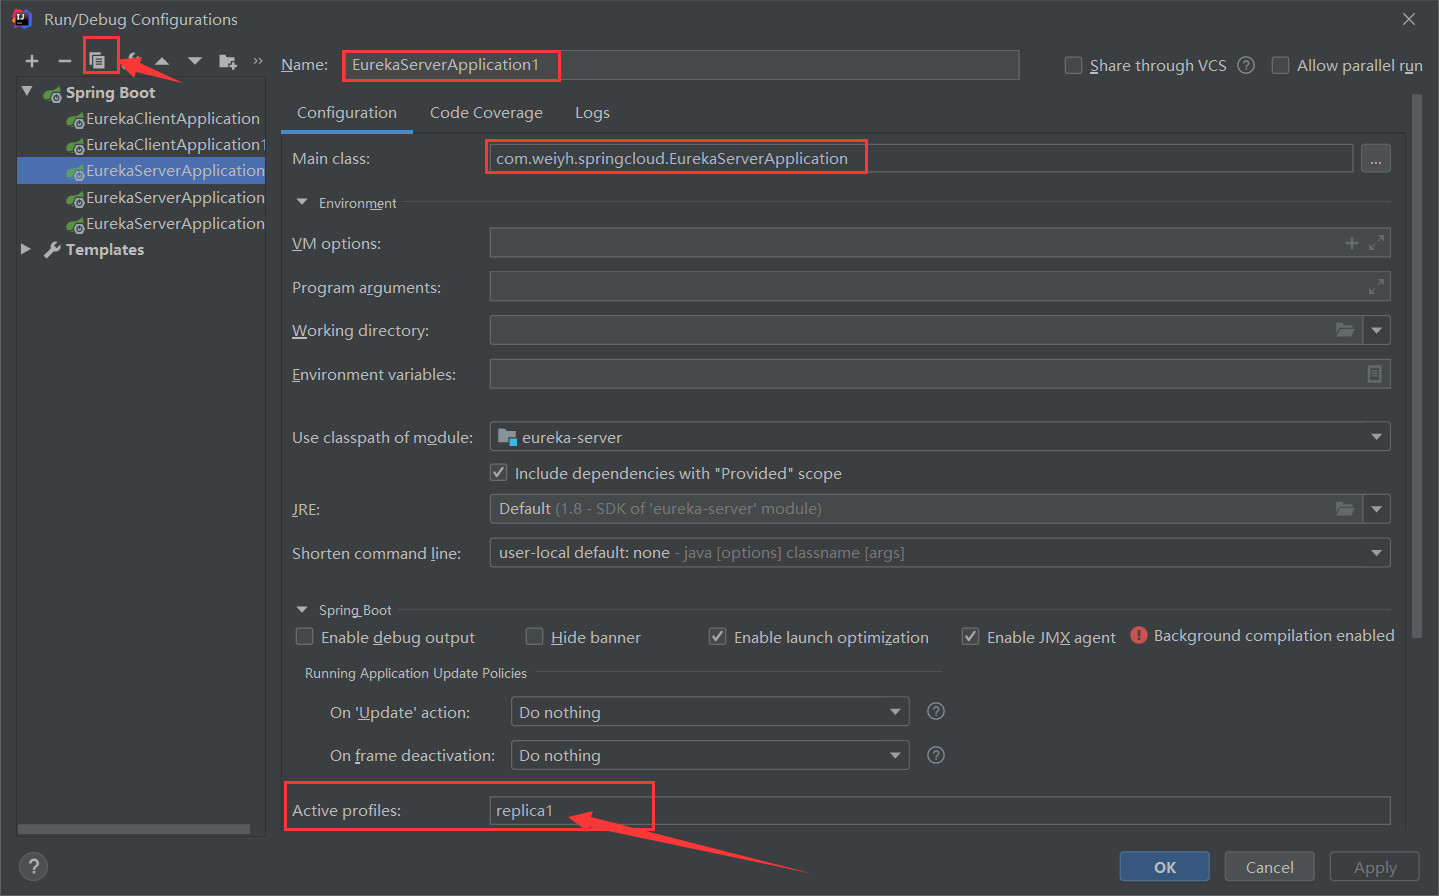 Run/Debug Configurations
Name: EurekaServerApplication1
Share through VCS ?
Allow parallel run
Spring Boot
EurekaClientApplication
EurekaClientApplication1
EurekaServerApplication
EurekaServerApplication
EurekaServerApplication
Templates
Configuration Code Coverage Logs
Main class: com.weiyh.springcloud.EurekaServerApplication ...
Environment
VM options:
Program arguments:
Working directory:
Environment variables:
Use classpath of module: eureka-server
Include dependencies with "Provided" scope
JRE: Default (1.8 - SDK of 'eureka-server' module)
Shorten command line: user-local default: none - java [options] classname [args]
Spring Boot
Enable debug output Hide banner Enable launch optimization Enable JMX agent ! Background compilation enabled
Running Application Update Policies
On 'Update' action: Do nothing ?
On frame deactivation: Do nothing ?
Active profiles: replica1
? OK Cancel Apply